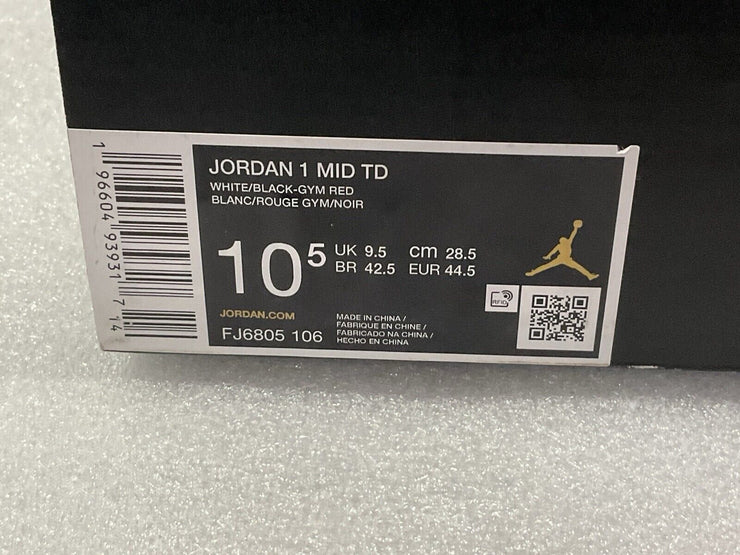 JORDAN 1 MID TD
WHITE/BLACK-GYM RED
BLANC/ROUGE GYM/NOIR
10 5
UK 9.5 cm 28.5
BR 42.5 EUR 44.5
JORDAN.COM
FJ6805 106
MADE IN CHINA /
FABRIQUE EN CHINE /
FABRICADO NA CHINA /
HECHO EN CHINA
RFID
1 96604 93931 7 14